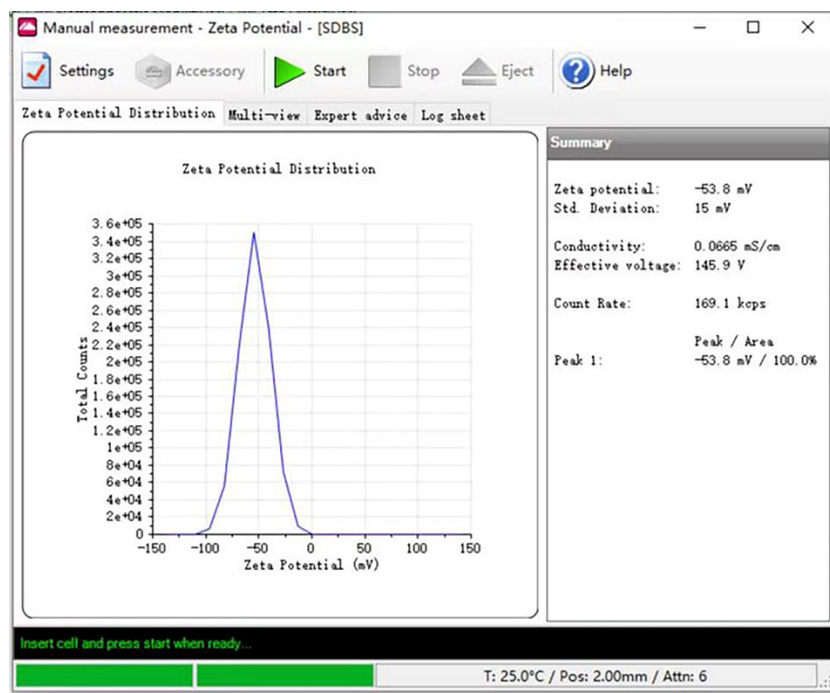 Manual measurement - Zeta Potential - [SDBS]
Settings Accessory Start Stop Eject Help
Zeta Potential Distribution Multi-view Expert advice Log sheet
Zeta Potential Distribution
3.6e+05
3.4e+05
3.2e+05
3e+05
2.8e+05
2.6e+05
2.4e+05
2.2e+05
2e+05
1.8e+05
1.6e+05
1.4e+05
1.2e+05
1e+05
8e+04
6e+04
4e+04
2e+04
0
Total Counts
-150 -100 -50 0 50 100 150
Zeta Potential (mV)
Summary
Zeta potential: -53.8 mV
Std. Deviation: 15 mV
Conductivity: 0.0665 mS/cm
Effective voltage: 145.9 V
Count Rate: 169.1 kcps
Peak / Area
Peak 1: -53.8 mV / 100.0%
Insert cell and press start when ready...
T: 25.0°C / Pos: 2.00mm / Attn: 6